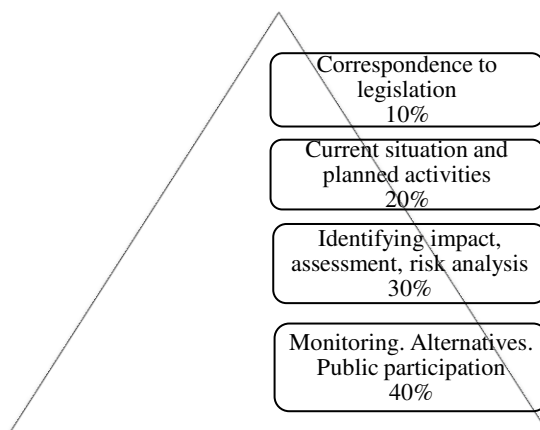 Correspondence to
legislation
10%
Current situation and
planned activities
20%
Identifying impact,
assessment, risk analysis
30%
Monitoring. Alternatives.
Public participation
40%